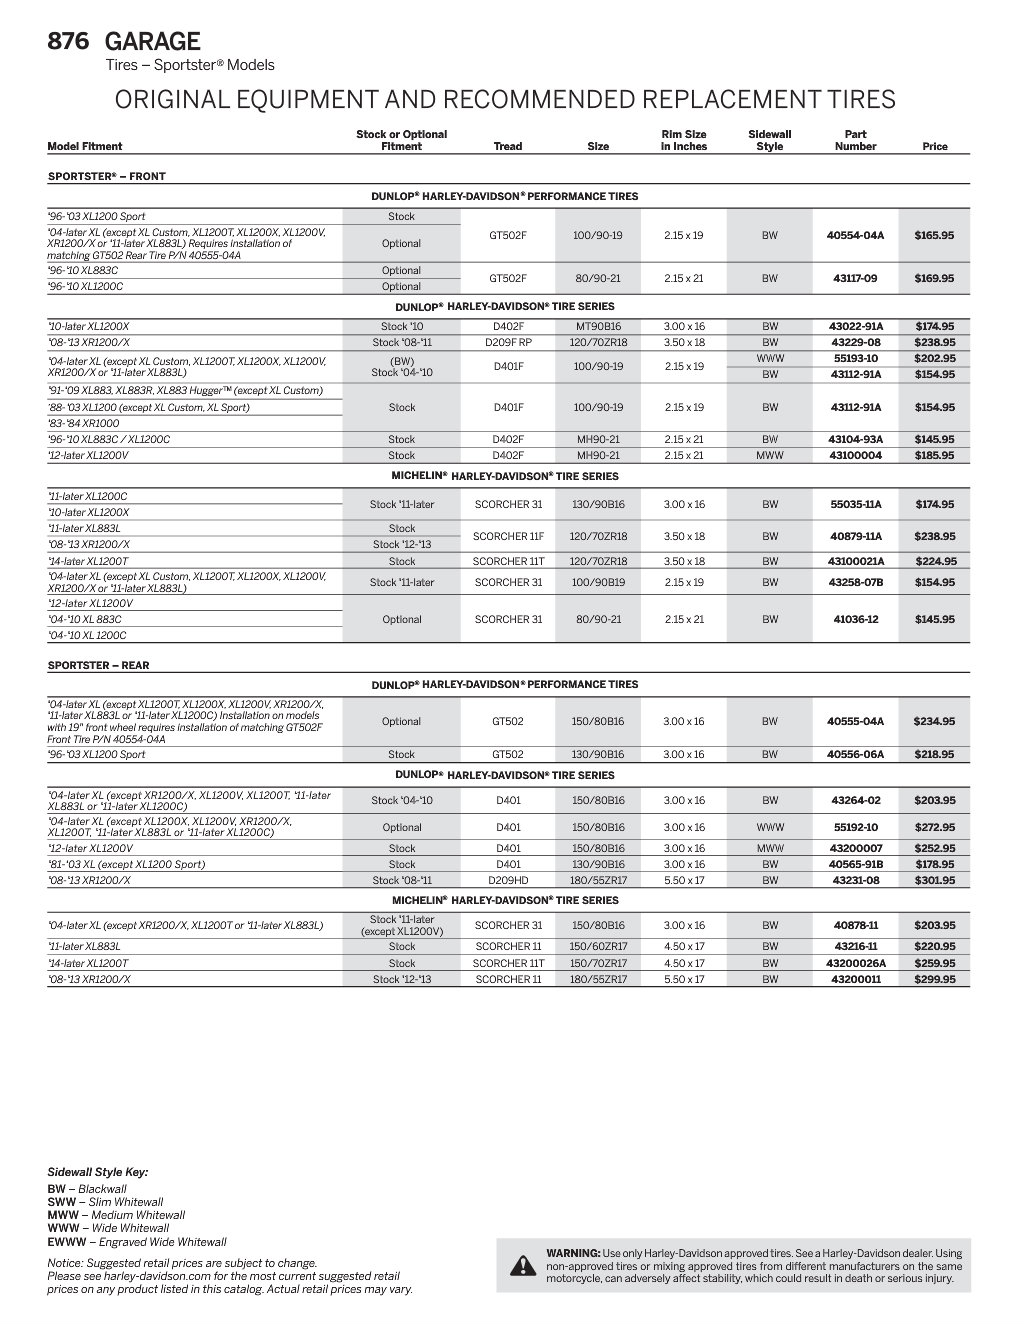 876 GARAGE
Tires – Sportster® Models
ORIGINAL EQUIPMENT AND RECOMMENDED REPLACEMENT TIRES
Model Fitment Stock or Optional Fitment Tread Size Rim Size in Inches Sidewall Style Part Number Price
SPORTSTER® – FRONT
DUNLOP® HARLEY-DAVIDSON® PERFORMANCE TIRES
'96-'03 XL1200 Sport Stock
'04-later XL (except XL Custom, XL1200T, XL1200X, XL1200V,
XR1200/X or '11-later XL883L) Requires installation of
matching GT502 Rear Tire P/N 40555-04A
Optional GT502F 100/90-19 2.15 x 19 BW 40554-04A $165.95
'96-'10 XL883C Optional
'96-'10 XL1200C Optional
GT502F 80/90-21 2.15 x 21 BW 43117-09 $169.95
DUNLOP® HARLEY-DAVIDSON® TIRE SERIES
'10-later XL1200X Stock '10 D402F MT90B16 3.00 x 16 BW 43022-91A $174.95
'08-'13 XR1200/X Stock '08-'11 D209F RP 120/70ZR18 3.50 x 18 BW 43229-08 $238.95
'04-later XL (except XL Custom, XL1200T, XL1200X, XL1200V,
XR1200/X or '11-later XL883L)
(BW)
Stock '04-'10
D401F 100/90-19 2.15 x 19
WWW 55193-10 $202.95
BW 43112-91A $154.95
'91-'09 XL883, XL883R, XL883 Hugger™ (except XL Custom)
'88-'03 XL1200 (except XL Custom, XL Sport) Stock D401F 100/90-19 2.15 x 19 BW 43112-91A $154.95
'83-'84 XR1000
'96-'10 XL883C / XL1200C Stock D402F MH90-21 2.15 x 21 BW 43104-93A $145.95
'12-later XL1200V Stock D402F MH90-21 2.15 x 21 MWW 43100004 $185.95
MICHELIN® HARLEY-DAVIDSON® TIRE SERIES
'11-later XL1200C
'10-later XL1200X
Stock '11-later SCORCHER 31 130/90B16 3.00 x 16 BW 55035-11A $174.95
'11-later XL883L Stock
'08-'13 XR1200/X Stock '12-'13
SCORCHER 11F 120/70ZR18 3.50 x 18 BW 40879-11A $238.95
'14-later XL1200T Stock SCORCHER 11T 120/70ZR18 3.50 x 18 BW 43100021A $224.95
'04-later XL (except XL Custom, XL1200T, XL1200X, XL1200V,
XR1200/X or '11-later XL883L)
Stock '11-later SCORCHER 31 100/90B19 2.15 x 19 BW 43258-07B $154.95
'12-later XL1200V
'04-'10 XL 883C Optional SCORCHER 31 80/90-21 2.15 x 21 BW 41036-12 $145.95
'04-'10 XL 1200C
SPORTSTER – REAR
DUNLOP® HARLEY-DAVIDSON® PERFORMANCE TIRES
'04-later XL (except XL1200T, XL1200X, XL1200V, XR1200/X,
'11-later XL883L or '11-later XL1200C) Installation on models
with 19" front wheel requires installation of matching GT502F
Front Tire P/N 40554-04A
Optional GT502 150/80B16 3.00 x 16 BW 40555-04A $234.95
'96-'03 XL1200 Sport Stock GT502 130/90B16 3.00 x 16 BW 40556-06A $218.95
DUNLOP® HARLEY-DAVIDSON® TIRE SERIES
'04-later XL (except XR1200/X, XL1200V, XL1200T, '11-later
XL883L or '11-later XL1200C)
Stock '04-'10 D401 150/80B16 3.00 x 16 BW 43264-02 $203.95
'04-later XL (except XL1200X, XL1200V, XR1200/X,
XL1200T, '11-later XL883L or '11-later XL1200C)
Optional D401 150/80B16 3.00 x 16 WWW 55192-10 $272.95
'12-later XL1200V Stock D401 150/80B16 3.00 x 16 MWW 43200007 $252.95
'81-'03 XL (except XL1200 Sport) Stock D401 130/90B16 3.00 x 16 BW 40565-91B $178.95
'08-'13 XR1200/X Stock '08-'11 D209HD 180/55ZR17 5.50 x 17 BW 43231-08 $301.95
MICHELIN® HARLEY-DAVIDSON® TIRE SERIES
'04-later XL (except XR1200/X, XL1200T or '11-later XL883L)
Stock '11-later
(except XL1200V)
SCORCHER 31 150/80B16 3.00 x 16 BW 40878-11 $203.95
'11-later XL883L Stock SCORCHER 11 150/60ZR17 4.50 x 17 BW 43216-11 $220.95
'14-later XL1200T Stock SCORCHER 11T 150/70ZR17 4.50 x 17 BW 43200026A $259.95
'08-'13 XR1200/X Stock '12-'13 SCORCHER 11 180/55ZR17 5.50 x 17 BW 43200011 $299.95
Sidewall Style Key:
BW – Blackwall
SWW – Slim Whitewall
MWW – Medium Whitewall
WWW – Wide Whitewall
EWWW – Engraved Wide Whitewall
Notice: Suggested retail prices are subject to change.
Please see harley-davidson.com for the most current suggested retail
prices on any product listed in this catalog. Actual retail prices may vary.
WARNING: Use only Harley-Davidson approved tires. See a Harley-Davidson dealer. Using
non-approved tires or mixing approved tires from different manufacturers on the same
motorcycle, can adversely affect stability, which could result in death or serious injury.